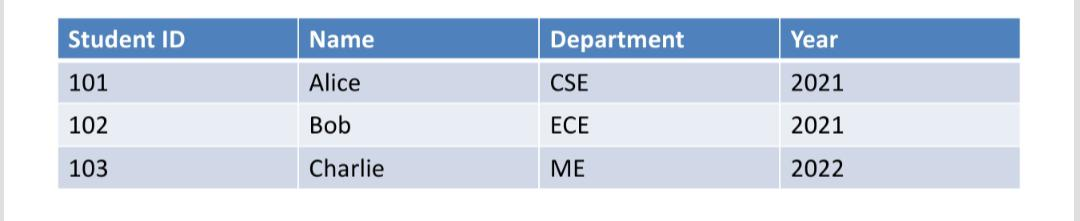 Student ID Name Department Year
101 Alice CSE 2021
102 Bob ECE 2021
103 Charlie ME 2022